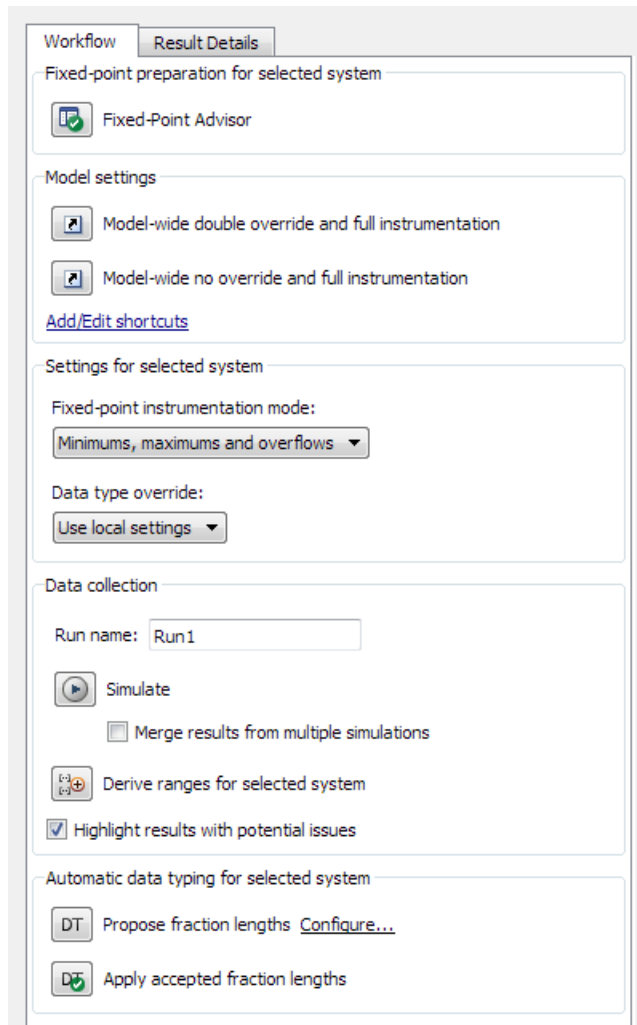 Workflow
Result Details
Fixed-point preparation for selected system
Fixed-Point Advisor
Model settings
Model-wide double override and full instrumentation
Model-wide no override and full instrumentation
Add/Edit shortcuts
Settings for selected system
Fixed-point instrumentation mode:
Minimums, maximums and overflows
Data type override:
Use local settings
Data collection
Run name: Run1
Simulate
Merge results from multiple simulations
Derive ranges for selected system
Highlight results with potential issues
Automatic data typing for selected system
DT Propose fraction lengths Configure...
DT Apply accepted fraction lengths